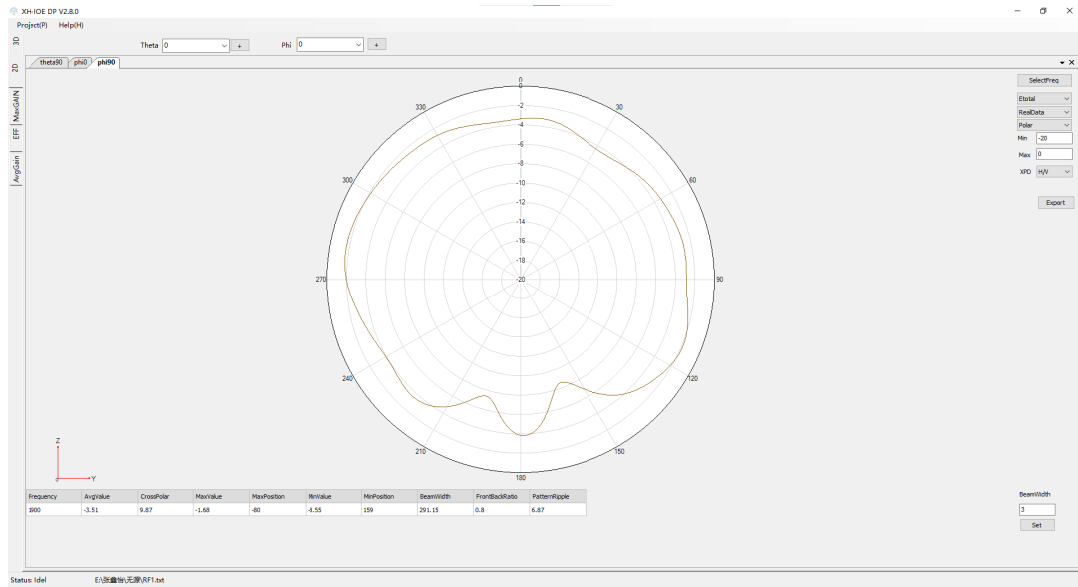 XH-IOE DP V2.8.0
Project(P) Help(H)
Theta 0 + Phi 0 +
3D
2D
MaxGAIN
EFF
AvgGain
theta90 phi0 phi90
0
30
60
90
120
150
180
210
240
270
300
330
0
-2
-4
-6
-8
-10
-12
-14
-16
-18
-20
Z
Y
SelectFreq
Etotal
RealData
Polar
Min -20
Max 0
XPD H/V
Export
Frequency AvgValue CrossPolar MaxValue MaxPosition MinValue MinPosition BeamWidth FrontBackRatio PatternRipple
1900 -3.51 9.87 -1.68 -80 -8.55 159 291.15 0.8 6.87
BeamWidth
3
Set
Status: Idel E:\张鑫怡\无源\RF1.txt